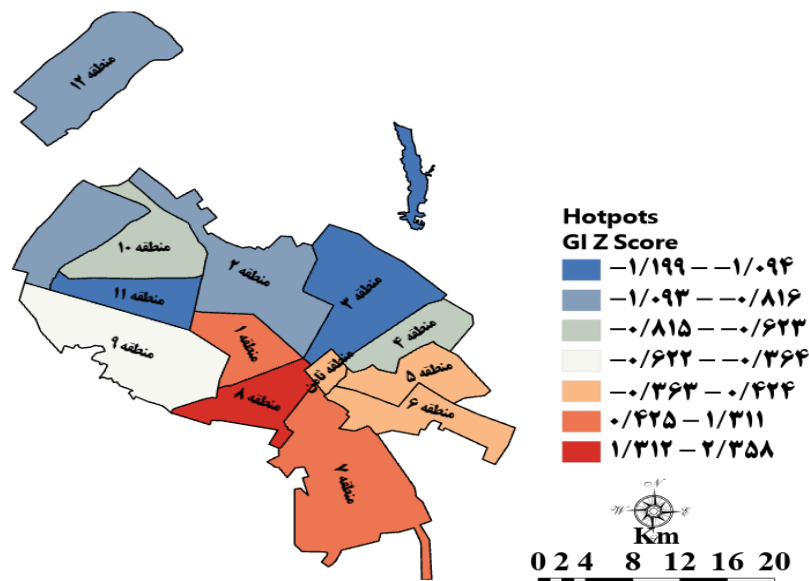 منطقه ۱۲
منطقه ۱۰
منطقه ۲
منطقه ۳
منطقه ۱۱
منطقه ۹
منطقه ۱
منطقه ۴
منطقه ثامن
منطقه ۵
منطقه ۸
منطقه ۶
منطقه ۷
Hotpots
GI Z Score
−۱/۱۹۹ – −۱/۰۹۴
−۱/۰۹۳ – −۰/۸۱۶
−۰/۸۱۵ – −۰/۶۲۳
−۰/۶۲۲ – −۰/۳۶۴
−۰/۳۶۳ – ۰/۴۲۴
۰/۴۲۵ – ۱/۳۱۱
۱/۳۱۲ – ۲/۳۵۸
N
W E
Km
0 2 4 8 12 16 20